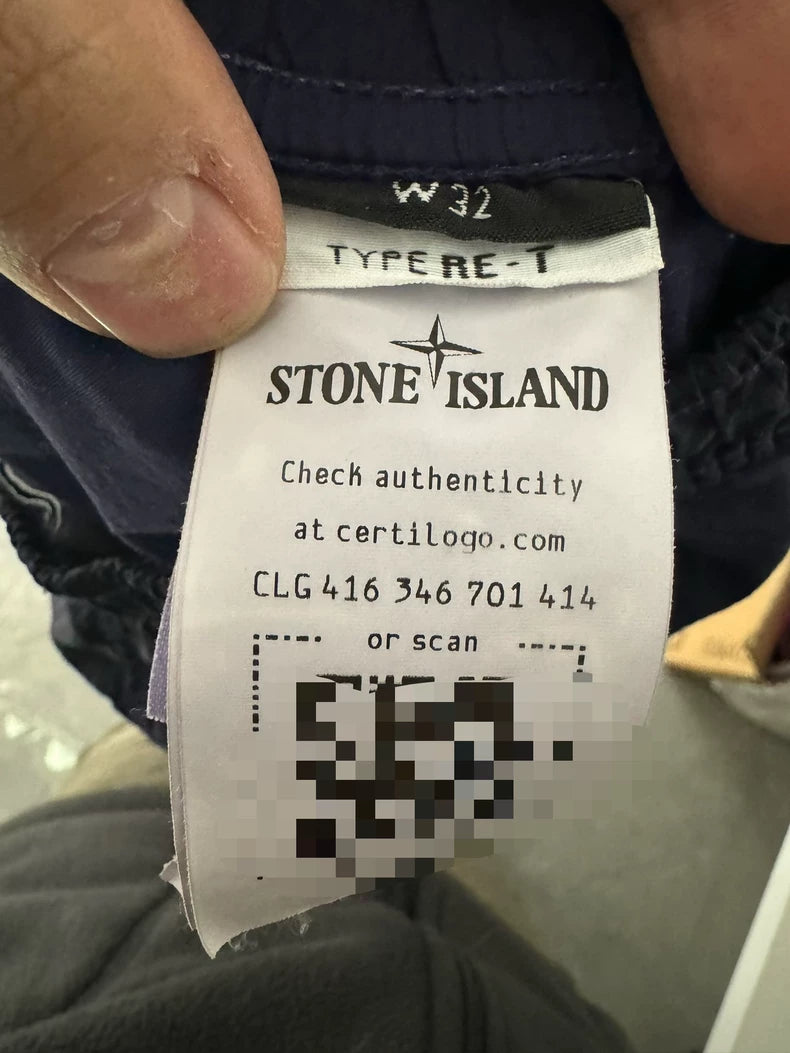 W 32
TYPE RE-T
STONE ISLAND
Check authenticity
at certilogo.com
CLG 416 346 701 414
or scan